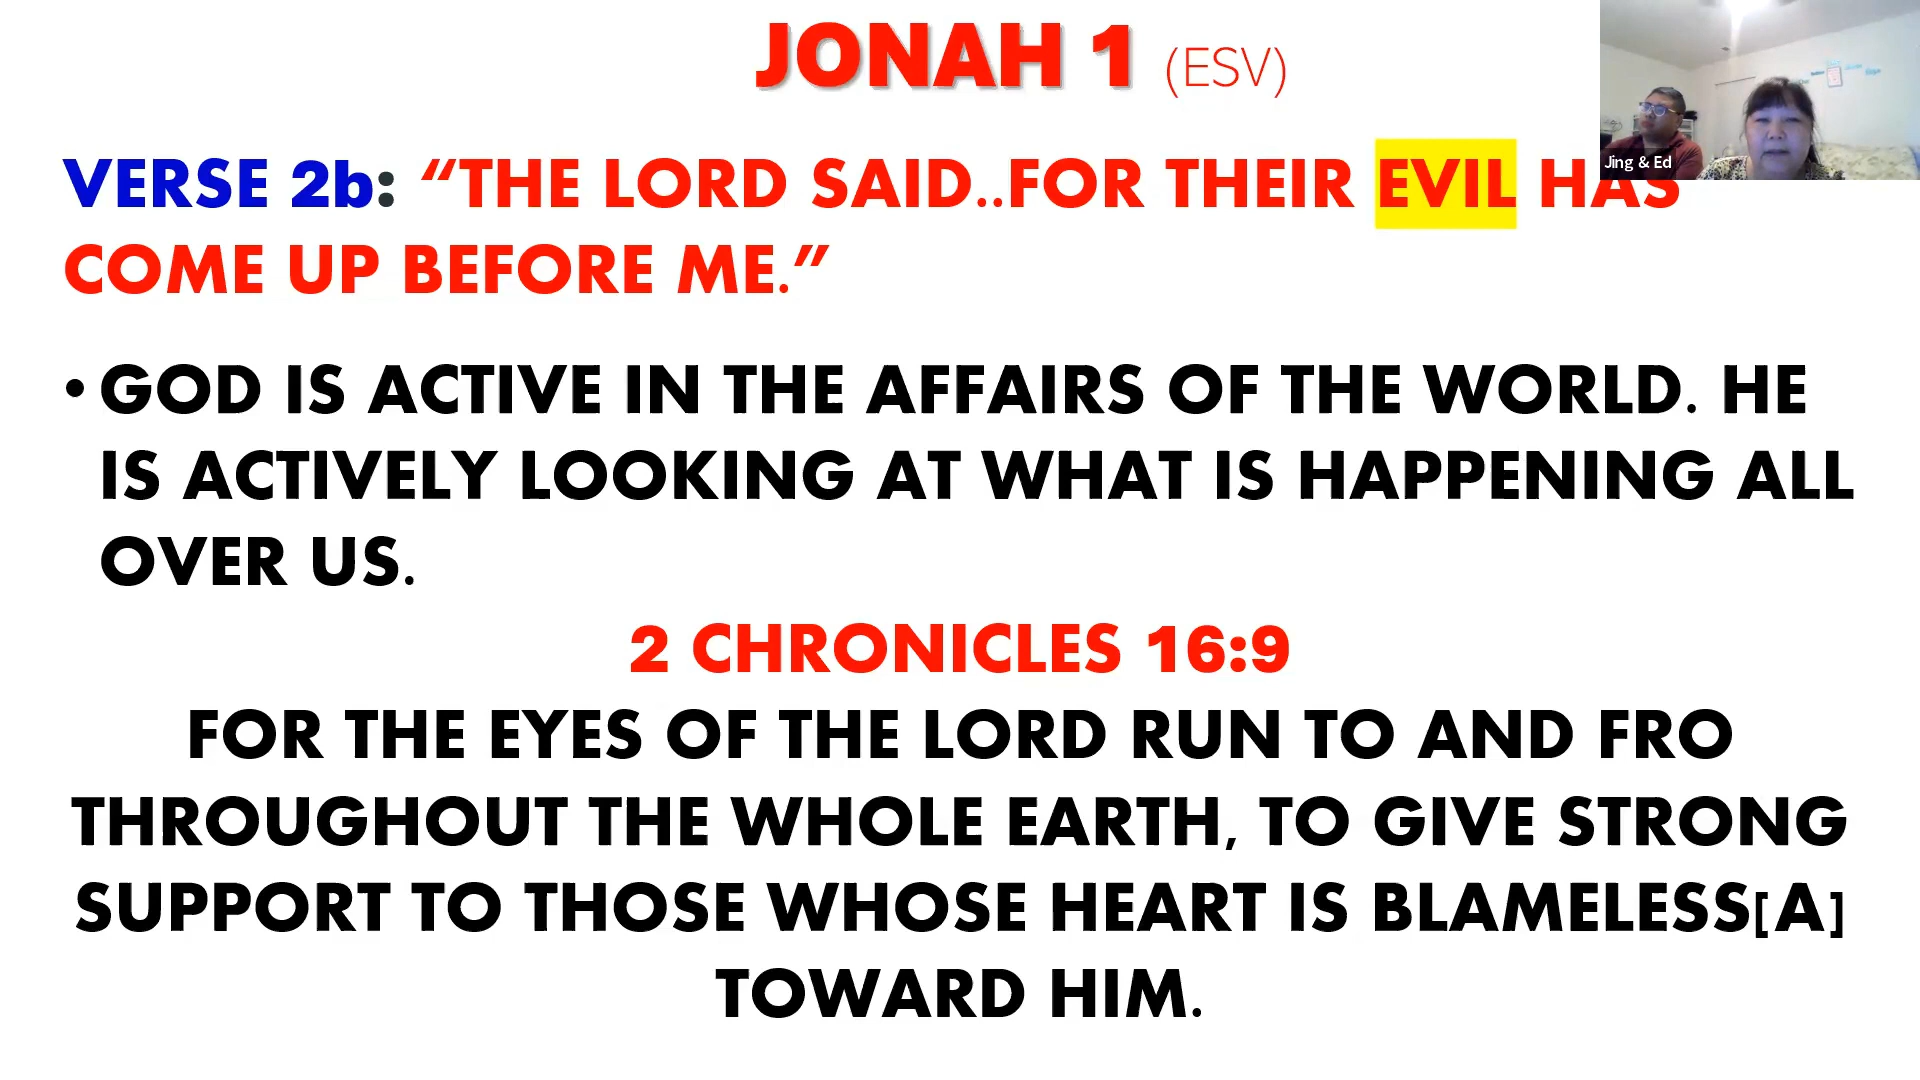 JONAH 1 (ESV)
Jing & Ed
VERSE 2b: “THE LORD SAID..FOR THEIR EVIL HAS
COME UP BEFORE ME.”
• GOD IS ACTIVE IN THE AFFAIRS OF THE WORLD. HE
IS ACTIVELY LOOKING AT WHAT IS HAPPENING ALL
OVER US.
2 CHRONICLES 16:9
FOR THE EYES OF THE LORD RUN TO AND FRO
THROUGHOUT THE WHOLE EARTH, TO GIVE STRONG
SUPPORT TO THOSE WHOSE HEART IS BLAMELESS[A]
TOWARD HIM.